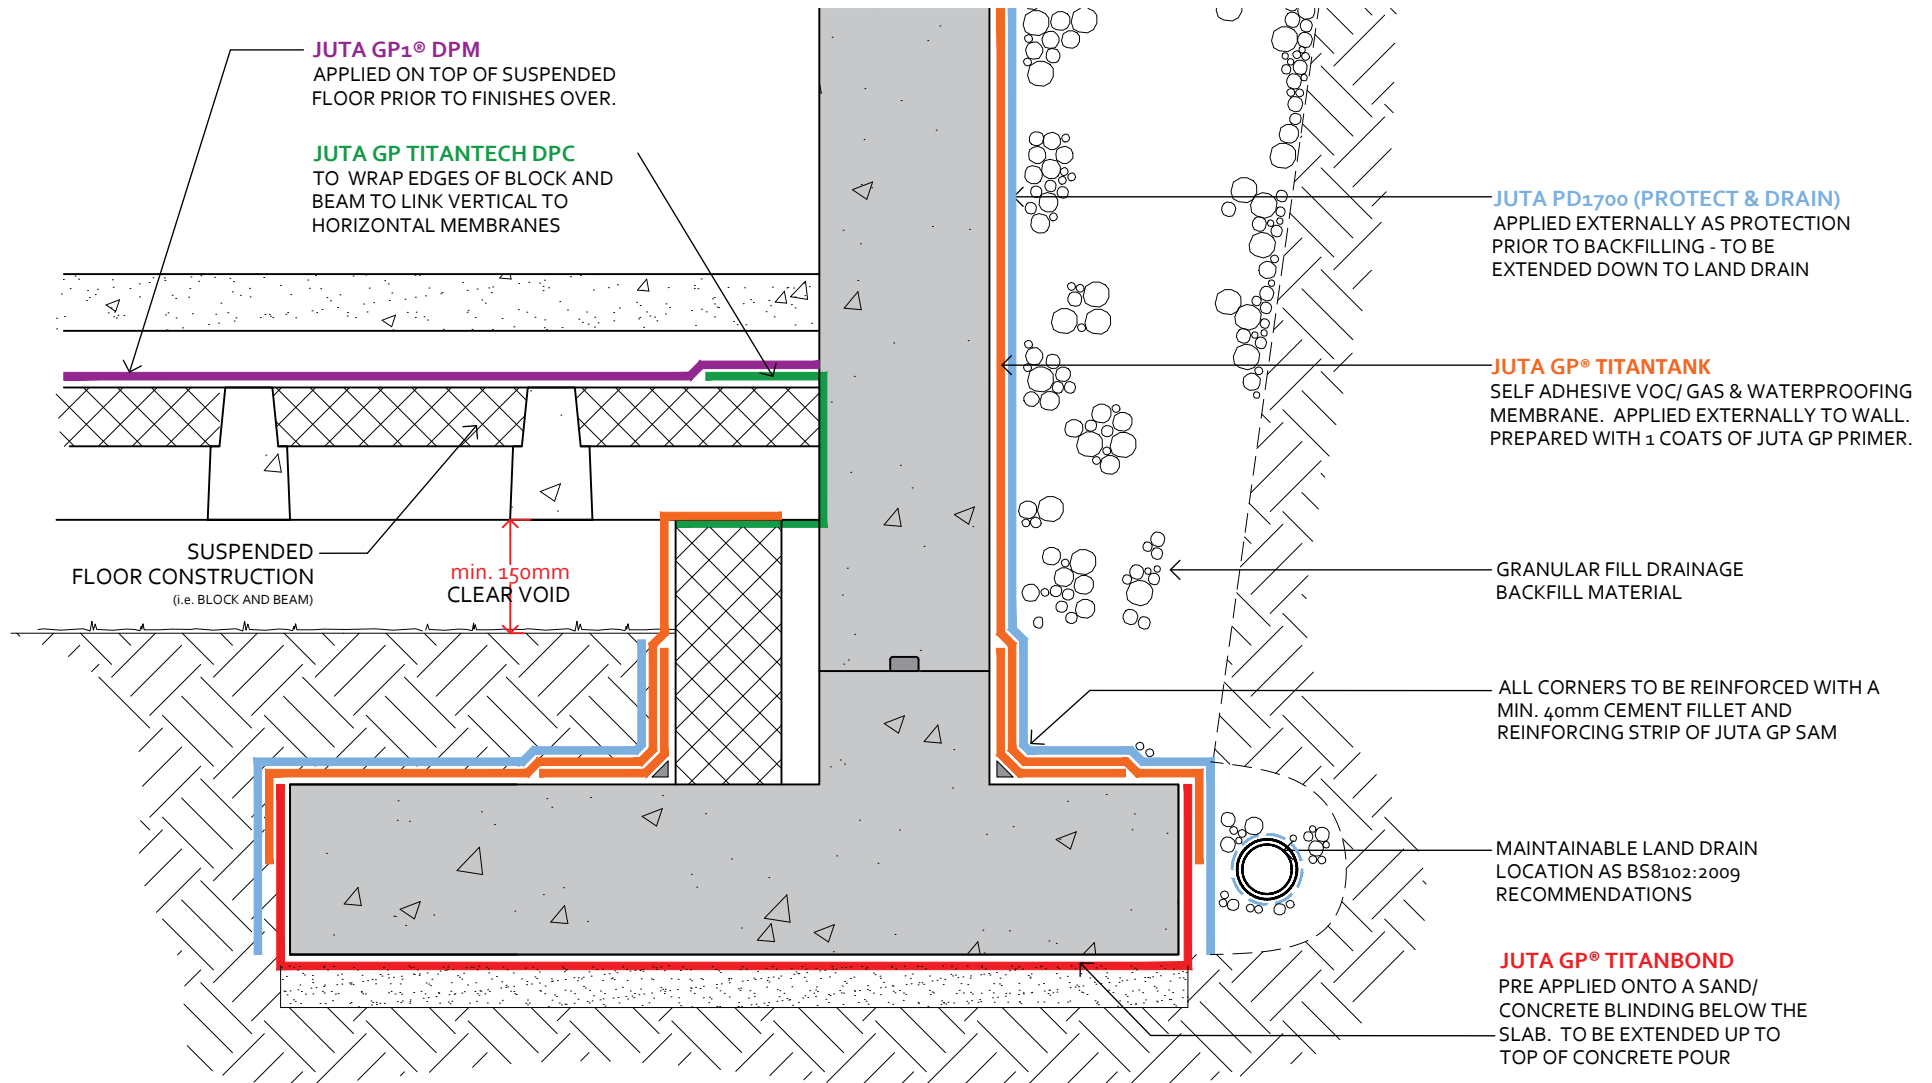 JUTA GP1® DPM
APPLIED ON TOP OF SUSPENDED
FLOOR PRIOR TO FINISHES OVER.
JUTA GP TITANTECH DPC
TO WRAP EDGES OF BLOCK AND
BEAM TO LINK VERTICAL TO
HORIZONTAL MEMBRANES
SUSPENDED
FLOOR CONSTRUCTION
(i.e. BLOCK AND BEAM)
min. 150mm
CLEAR VOID
JUTA PD1700 (PROTECT & DRAIN)
APPLIED EXTERNALLY AS PROTECTION
PRIOR TO BACKFILLING - TO BE
EXTENDED DOWN TO LAND DRAIN
JUTA GP® TITANTANK
SELF ADHESIVE VOC/ GAS & WATERPROOFING
MEMBRANE. APPLIED EXTERNALLY TO WALL.
PREPARED WITH 1 COATS OF JUTA GP PRIMER.
GRANULAR FILL DRAINAGE
BACKFILL MATERIAL
ALL CORNERS TO BE REINFORCED WITH A
MIN. 40mm CEMENT FILLET AND
REINFORCING STRIP OF JUTA GP SAM
MAINTAINABLE LAND DRAIN
LOCATION AS BS8102:2009
RECOMMENDATIONS
JUTA GP® TITANBOND
PRE APPLIED ONTO A SAND/
CONCRETE BLINDING BELOW THE
SLAB. TO BE EXTENDED UP TO
TOP OF CONCRETE POUR